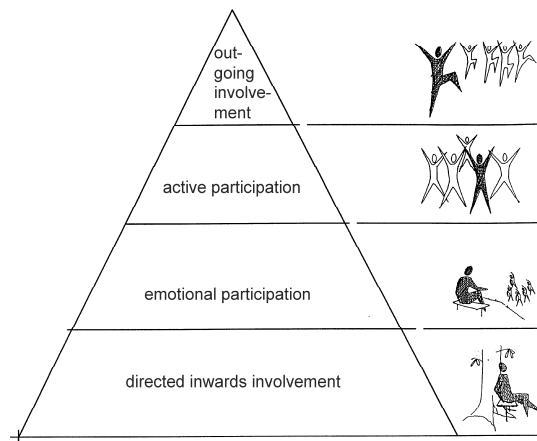 out-
going
involve-
ment
active participation
emotional participation
directed inwards involvement